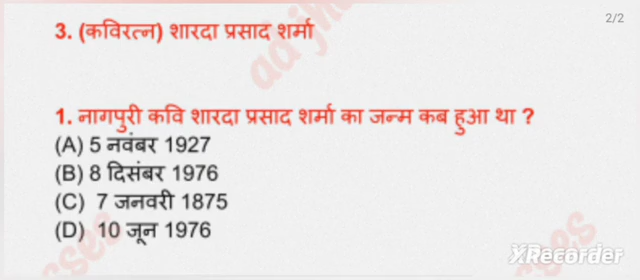 2/2
3. (कविरत्न) शारदा प्रसाद शर्मा
1. नागपुरी कवि शारदा प्रसाद शर्मा का जन्म कब हुआ था ?
(A) 5 नवंबर 1927
(B) 8 दिसंबर 1976
(C) 7 जनवरी 1875
(D) 10 जून 1976
XRecorder